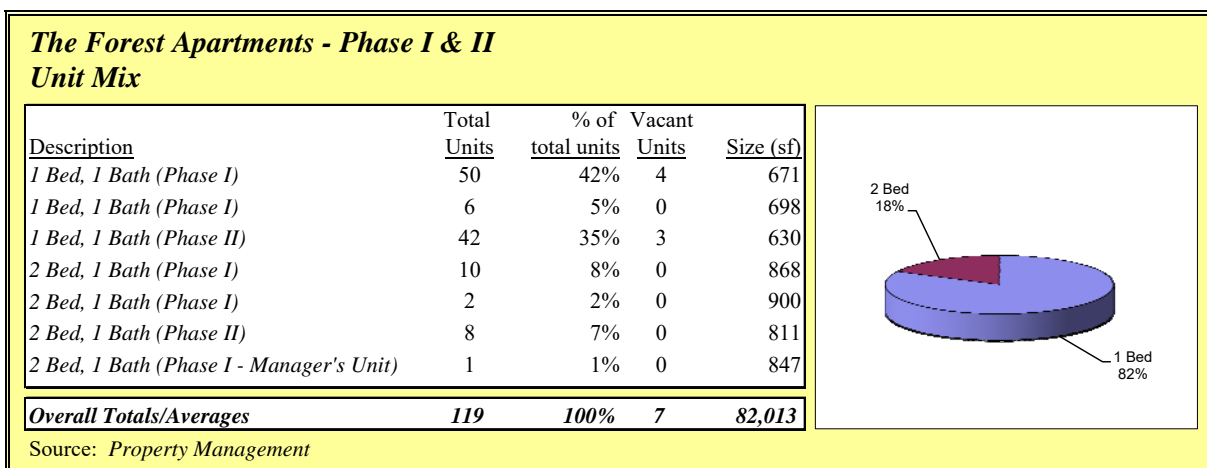 The Forest Apartments - Phase I & II
Unit Mix
Total % of Vacant
Description Units total units Units Size (sf)
1 Bed, 1 Bath (Phase I) 50 42% 4 671
1 Bed, 1 Bath (Phase I) 6 5% 0 698
1 Bed, 1 Bath (Phase II) 42 35% 3 630
2 Bed, 1 Bath (Phase I) 10 8% 0 868
2 Bed, 1 Bath (Phase I) 2 2% 0 900
2 Bed, 1 Bath (Phase II) 8 7% 0 811
2 Bed, 1 Bath (Phase I - Manager's Unit) 1 1% 0 847
Overall Totals/Averages 119 100% 7 82,013
Source: Property Management
2 Bed
18%
1 Bed
82%